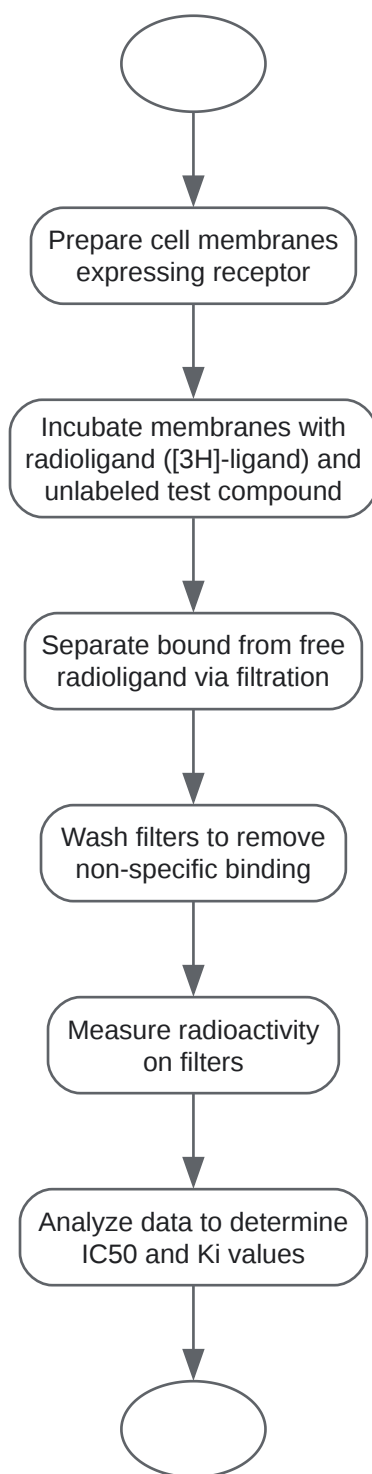 Prepare cell membranes
expressing receptor
Incubate membranes with
radioligand ([3H]-ligand) and
unlabeled test compound
Separate bound from free
radioligand via filtration
Wash filters to remove
non-specific binding
Measure radioactivity
on filters
Analyze data to determine
IC50 and Ki values